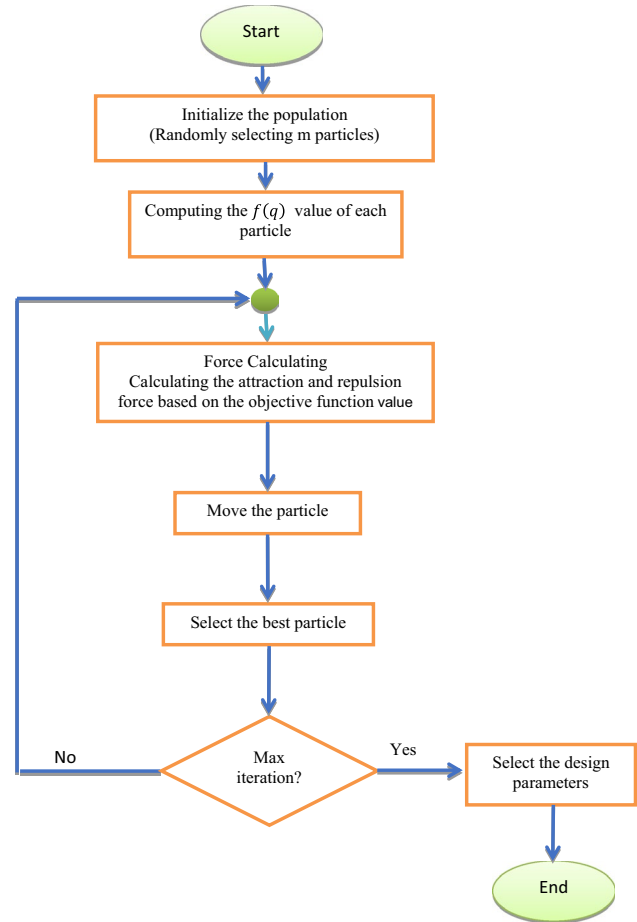 Start
Initialize the population
(Randomly selecting m particles)
Computing the f(q) value of each
particle
Force Calculating
Calculating the attraction and repulsion
force based on the objective function value
Move the particle
Select the best particle
No
Max
iteration?
Yes
Select the design
parameters
End